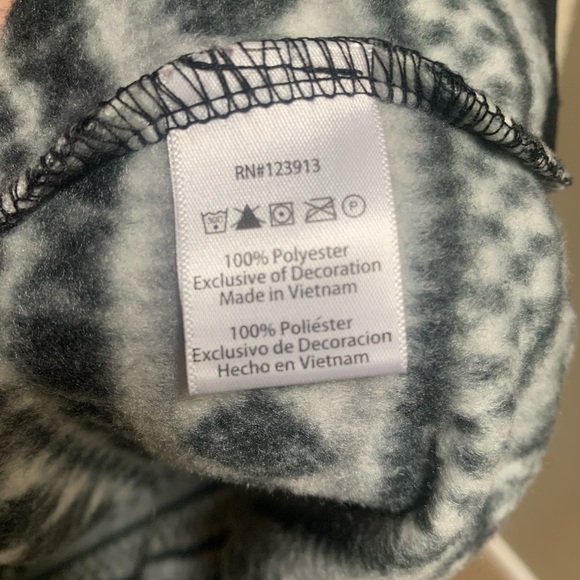 RN#123913
P
100% Polyester
Exclusive of Decoration
Made in Vietnam
100% Poliéster
Exclusivo de Decoracion
Hecho en Vietnam